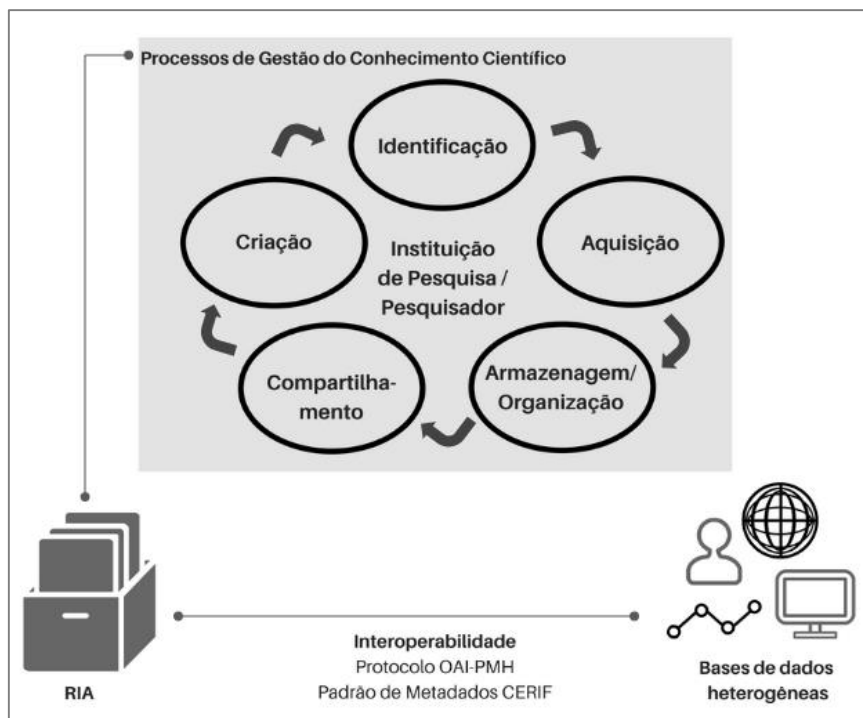 Processos de Gestão do Conhecimento Científico
Identificação
Criação
Aquisição
Instituição
de Pesquisa /
Pesquisador
Compartilha-
mento
Armazenagem/
Organização
Interoperabilidade
Protocolo OAI-PMH
Padrão de Metadados CERIF
RIA
Bases de dados
heterogêneas